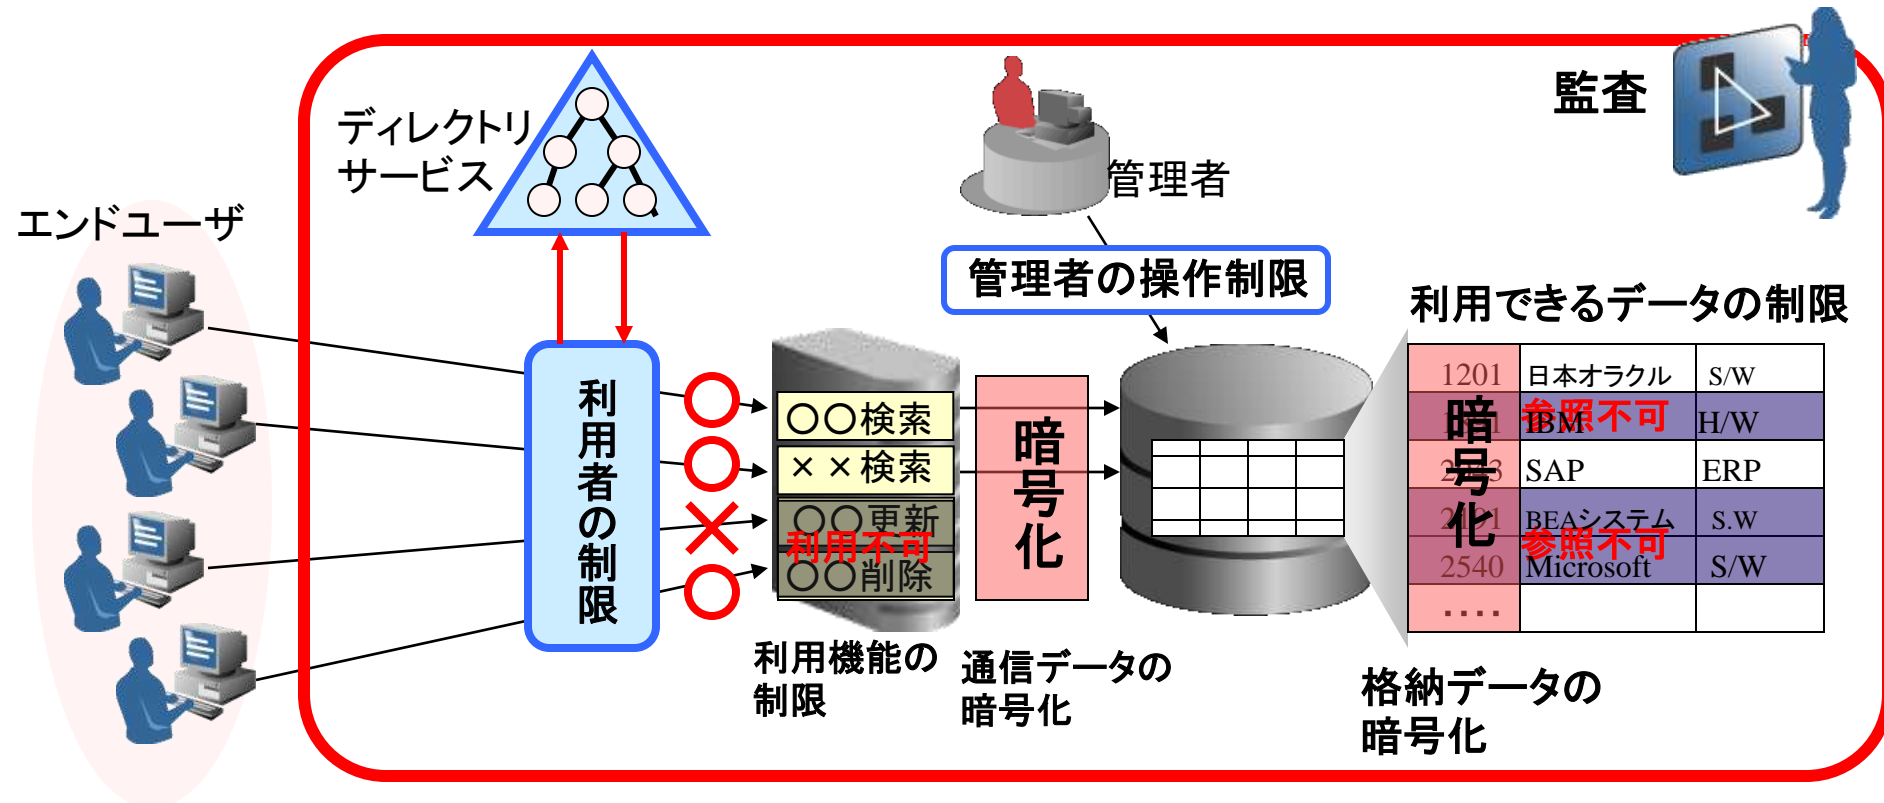 監査
ディレクトリ
サービス
管理者
エンドユーザ
管理者の操作制限
利用できるデータの制限
利用者の制限
〇〇検索
××検索
〇〇更新
利用不可
〇〇削除
暗号化
1201 日本オラクル S/W
参照不可
IBM H/W
暗号化
SAP ERP
2191 BEAシステム S.W
参照不可
2540 Microsoft S/W
‥‥
利用機能の
制限
通信データの
暗号化
格納データの
暗号化